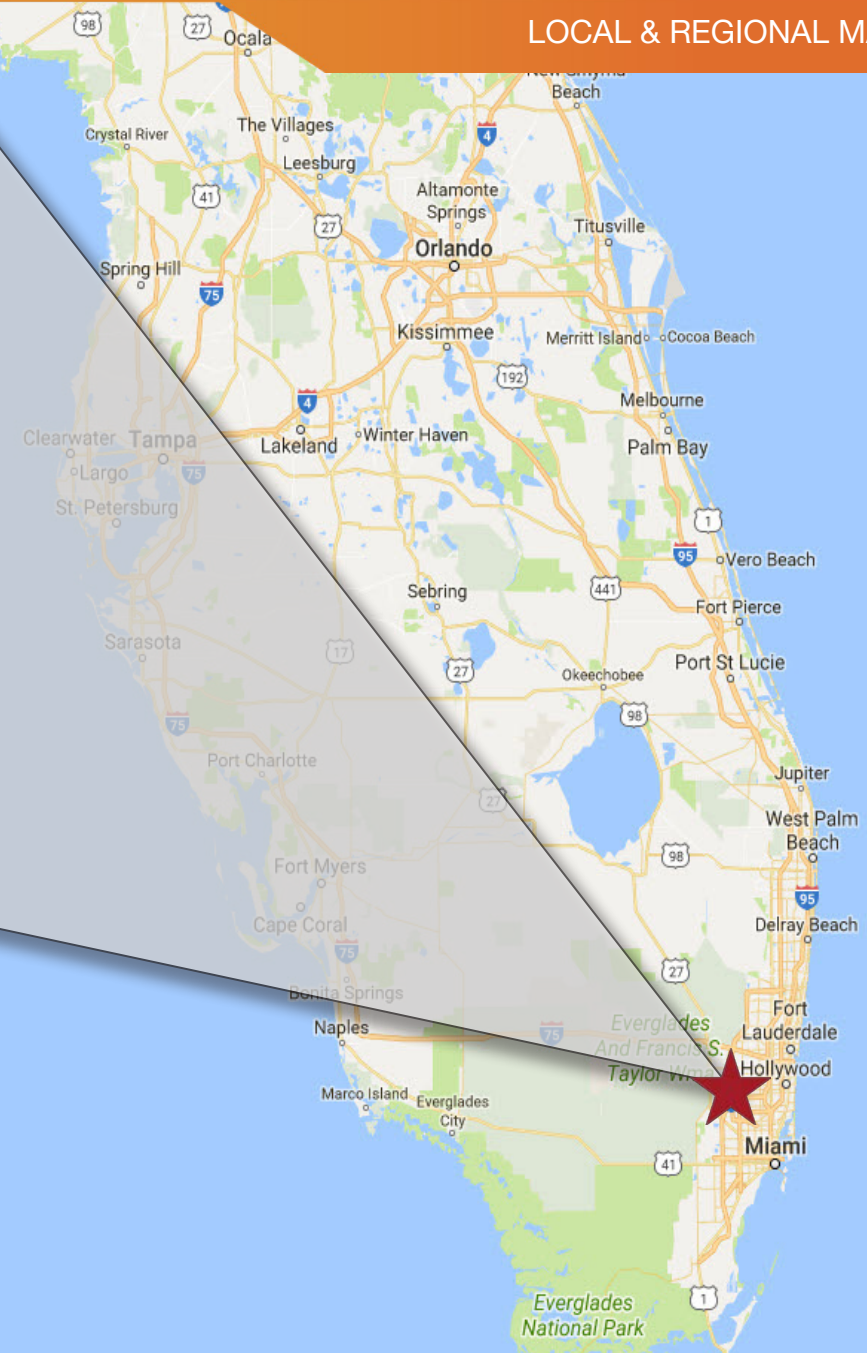 LOCAL & REGIONAL MA
98
27
Ocala
New Smyrna
Beach
Crystal River
The Villages
4
Leesburg
41
Altamonte
Springs
27
Titusville
Orlando
Spring Hill
75
Kissimmee
Merritt Island
Cocoa Beach
192
4
Melbourne
Clearwater
Tampa
Lakeland
Winter Haven
Palm Bay
Largo
75
St. Petersburg
1
95
Vero Beach
Sebring
441
Fort Pierce
Sarasota
17
27
Port St Lucie
Okeechobee
98
75
Port Charlotte
Jupiter
27
West Palm
Beach
98
Fort Myers
95
Cape Coral
Delray Beach
75
27
Bonita Springs
Fort
Lauderdale
Naples
75
Everglades
And Francis S.
Taylor Wma
Hollywood
Marco Island
Everglades
City
Miami
41
1
Everglades
National Park